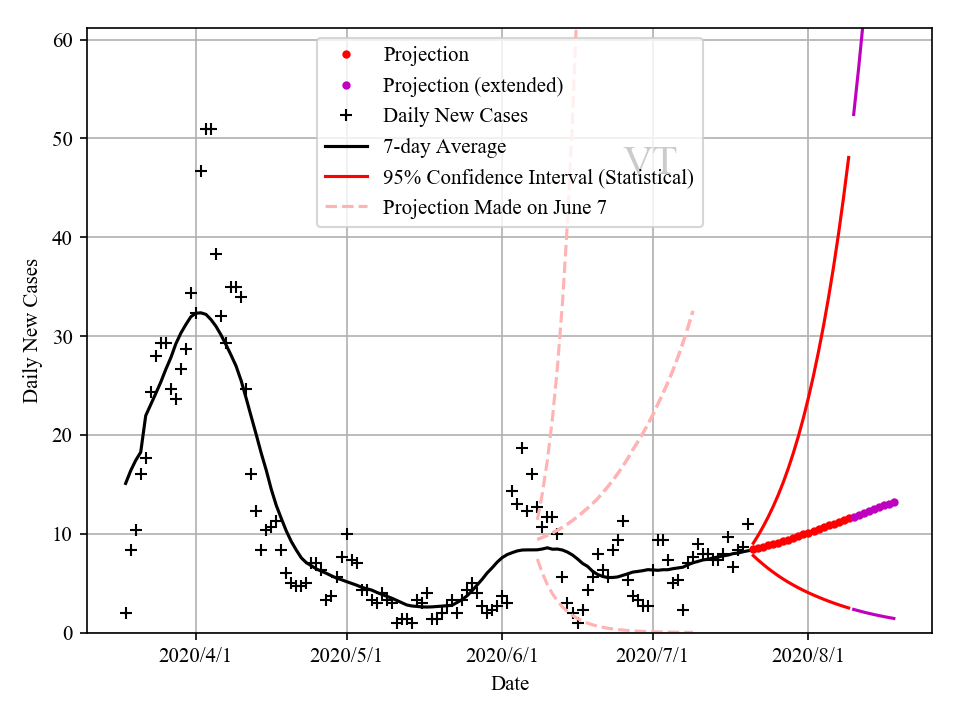 60
50
40
30
20
10
0
Daily New Cases
Projection
Projection (extended)
Daily New Cases
7-day Average
95% Confidence Interval (Statistical)
Projection Made on June 7
VT
2020/4/1
2020/5/1
2020/6/1
2020/7/1
2020/8/1
Date